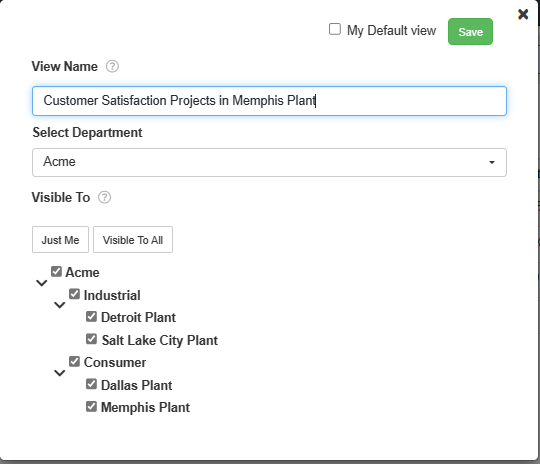 My Default view Save
View Name
Customer Satisfaction Projects in Memphis Plant
Select Department
Acme
Visible To
Just Me Visible To All
Acme
Industrial
Detroit Plant
Salt Lake City Plant
Consumer
Dallas Plant
Memphis Plant